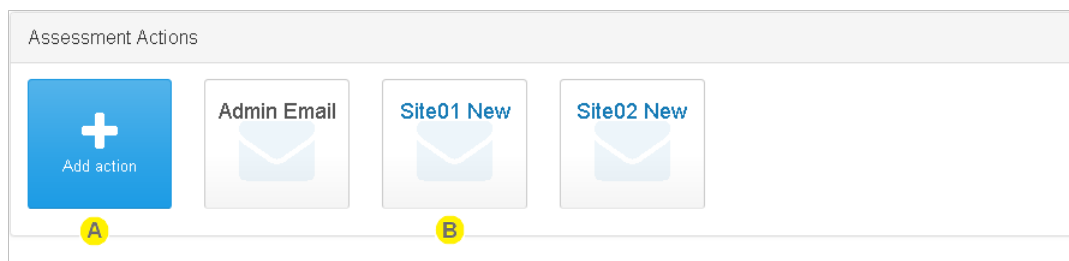 Assessment Actions
Admin Email
Site01 New
Site02 New
Add action
A
B